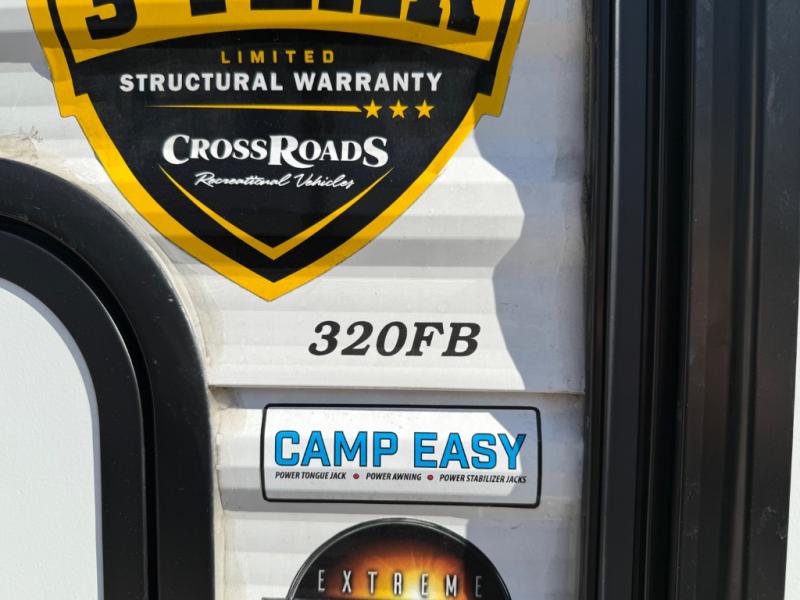 LIMITED
STRUCTURAL WARRANTY
CROSSROADS
Recreational Vehicles
320FB
CAMP EASY
POWER TONGUE JACK • POWER AWNING • POWER STABILIZER JACKS
EXTREME